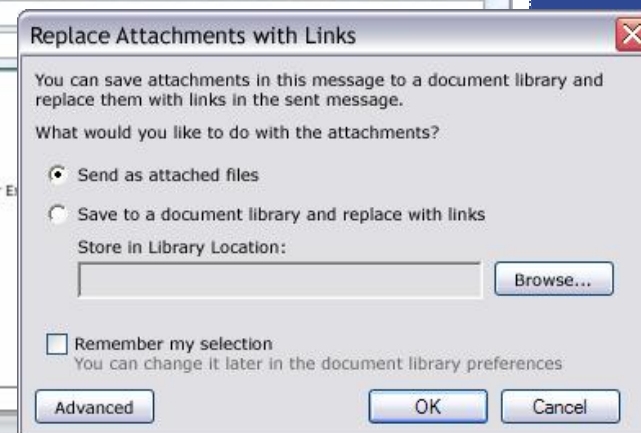 Replace Attachments with Links
You can save attachments in this message to a document library and
replace them with links in the sent message.
What would you like to do with the attachments?
Send as attached files
Save to a document library and replace with links
Store in Library Location:
Browse...
Remember my selection
You can change it later in the document library preferences
Advanced
OK
Cancel